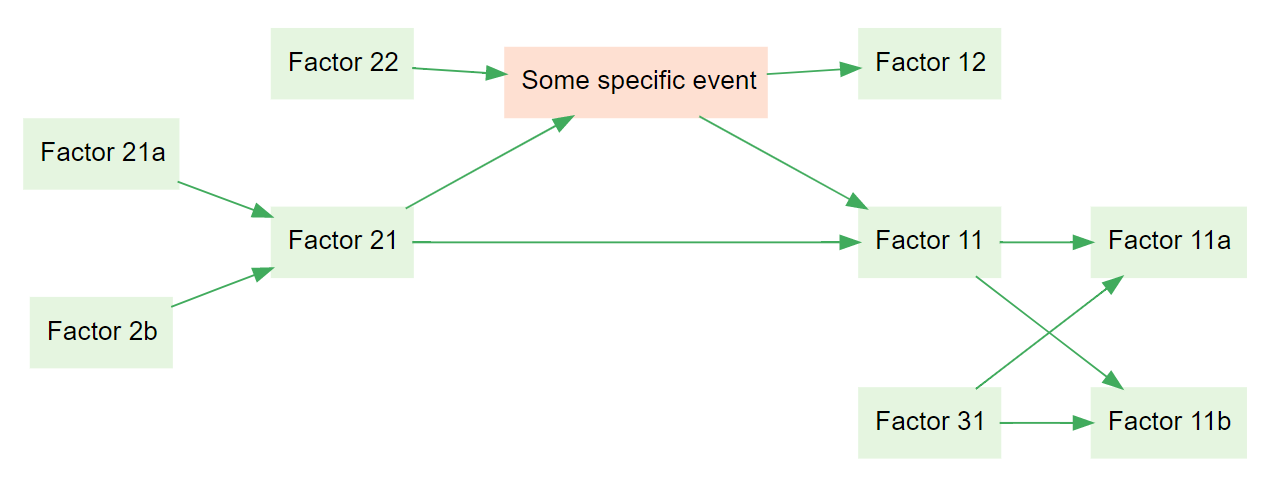 Factor 22
Some specific event
Factor 12
Factor 21a
Factor 21
Factor 11
Factor 11a
Factor 2b
Factor 31
Factor 11b